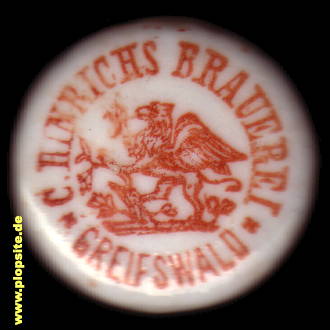 C. HINRICHS BRAUEREI
* GREIFSWALD *
www.plopsite.de